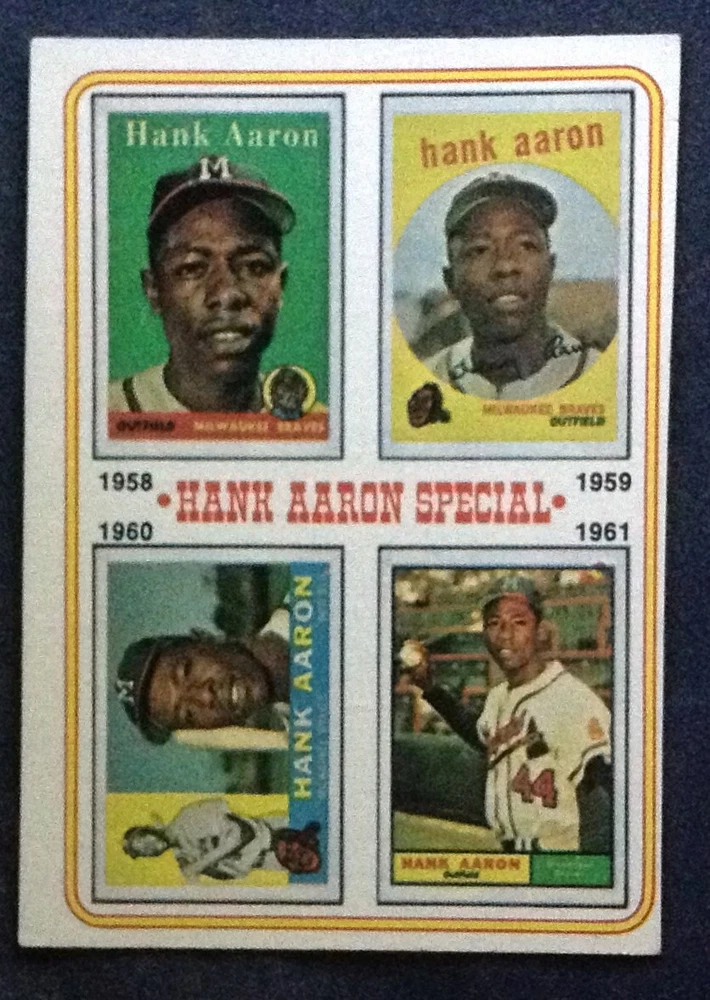 Hank Aaron
M
OUTFIELD MILWAUKEE BRAVES
hank aaron
MILWAUKEE BRAVES
OUTFIELD
1958
1959
•HANK AARON SPECIAL•
1960
1961
M
HANK AARON
44
HANK AARON
Outfield